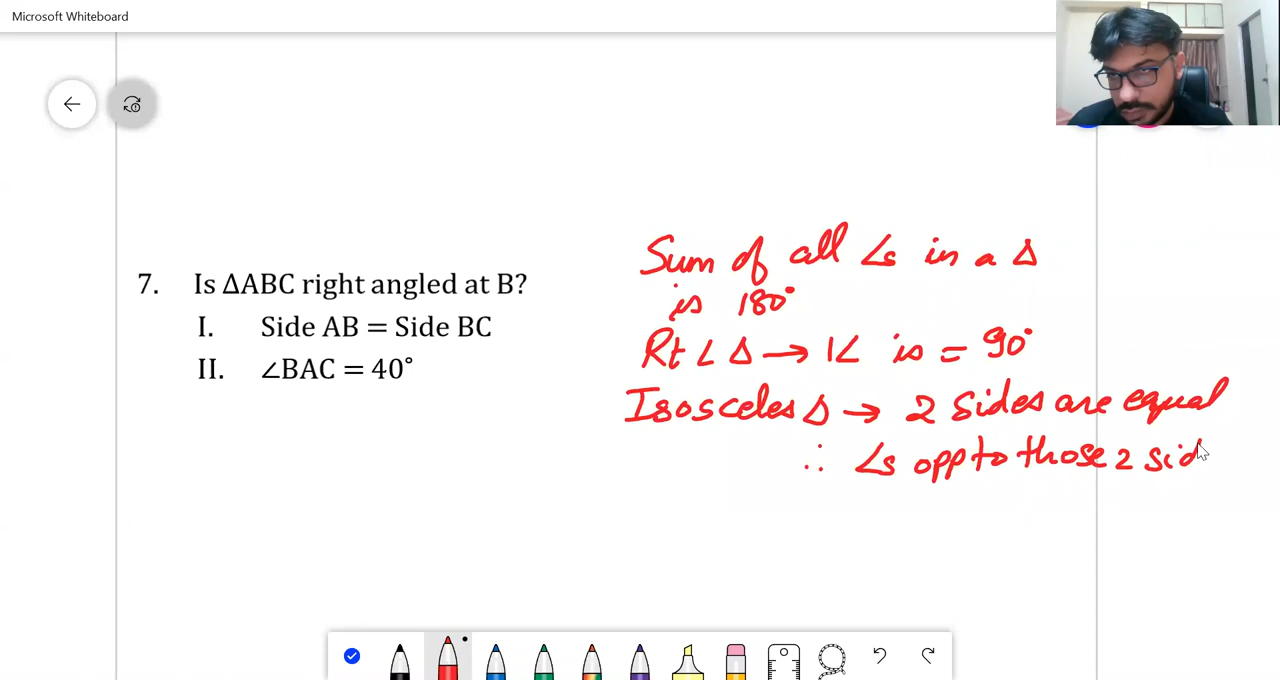 Microsoft Whiteboard
7. Is ΔABC right angled at B?
I. Side AB = Side BC
II. ∠BAC = 40°
Sum of all ∠s in a Δ
is 180°
Rt ∠ Δ → 1∠ is = 90°
Isosceles Δ → 2 sides are equal
∴ ∠s opp to those 2 sid